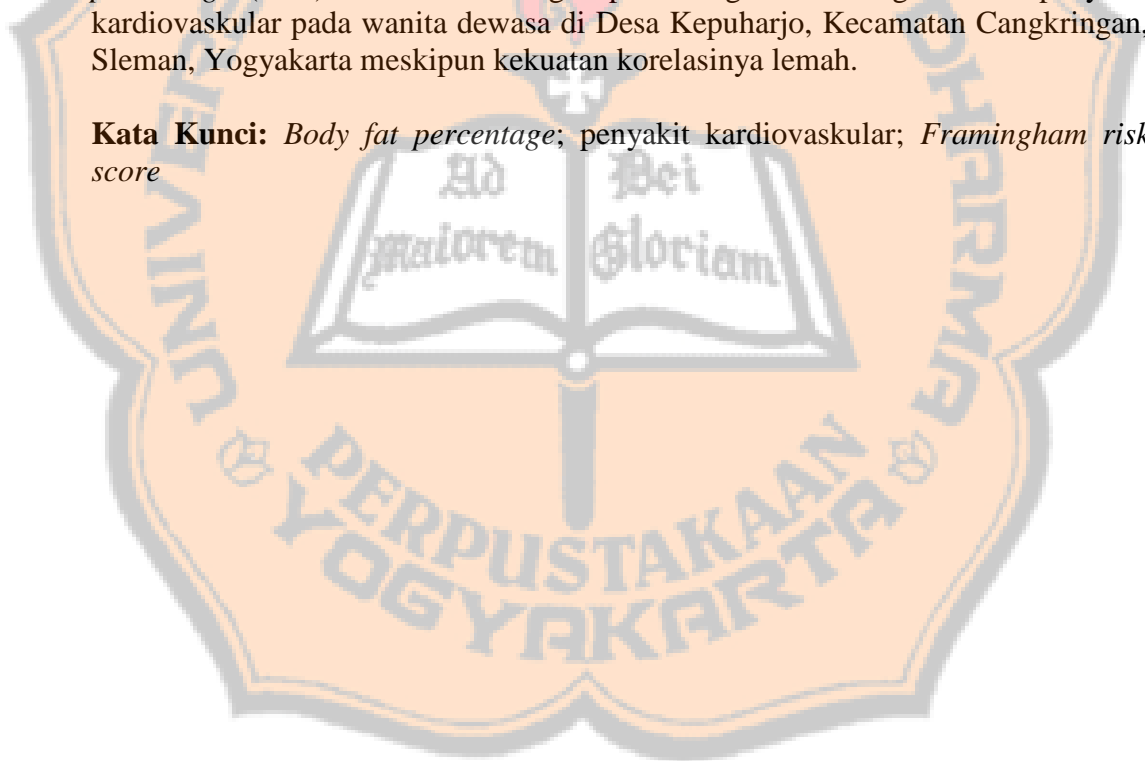 kardiovaskular pada wanita dewasa di Desa Kepuharjo, Kecamatan Cangkringan,
Sleman, Yogyakarta meskipun kekuatan korelasinya lemah.
Kata Kunci: Body fat percentage; penyakit kardiovaskular; Framingham risk
score
Ad Dei
Maiorem Gloriam
DHARMA
PERPUSTAKAAN
YOGYAKARTA